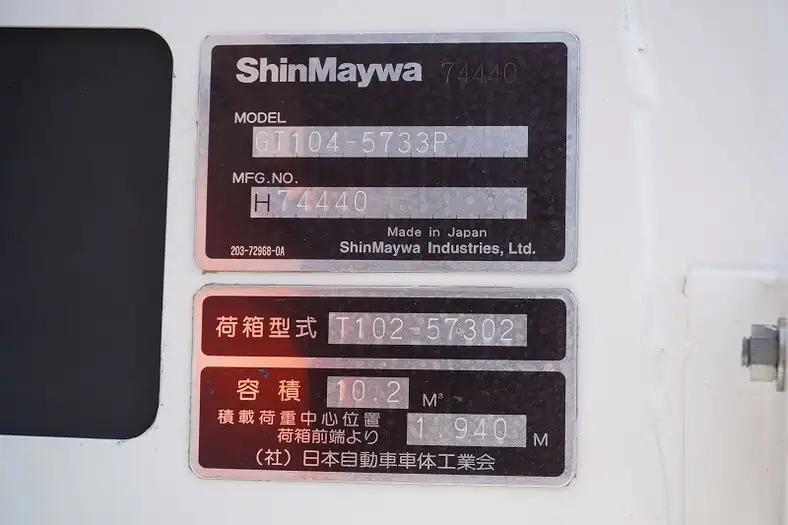 ShinMaywa 74440
MODEL
GT104-5733P
MFG.NO.
H 74440
Made in Japan
203-72968-0A ShinMaywa Industries, Ltd.
荷箱型式 T102-57302
容積 10.2 M³
積載荷重中心位置
荷箱前端より 1.940 M
(社)日本自動車車体工業会